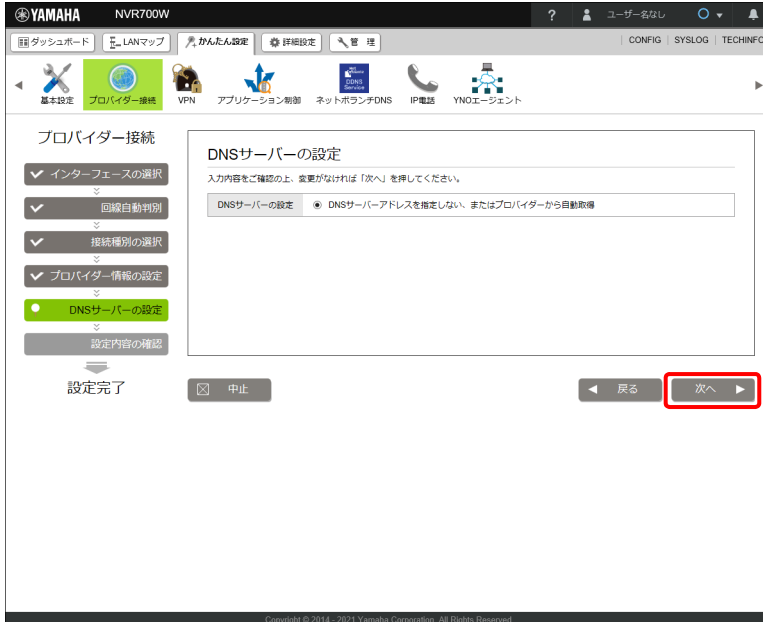 YAMAHA NVR700W ? ユーザー名なし
ダッシュボード LANマップ かんたん設定 詳細設定 管 理 CONFIG SYSLOG TECHINFO
基本設定 プロバイダー接続 VPN アプリケーション制御 ネットボランチDNS IP電話 YNOエージェント
DDNS
Service
プロバイダー接続
インターフェースの選択
回線自動判別
接続種別の選択
プロバイダー情報の設定
DNSサーバーの設定
設定内容の確認
設定完了
DNSサーバーの設定
入力内容をご確認の上、変更がなければ「次へ」を押してください。
DNSサーバーの設定 DNSサーバーアドレスを指定しない、またはプロバイダーから自動取得
中止 戻る 次へ
Copyright © 2014 - 2021 Yamaha Corporation. All Rights Reserved.